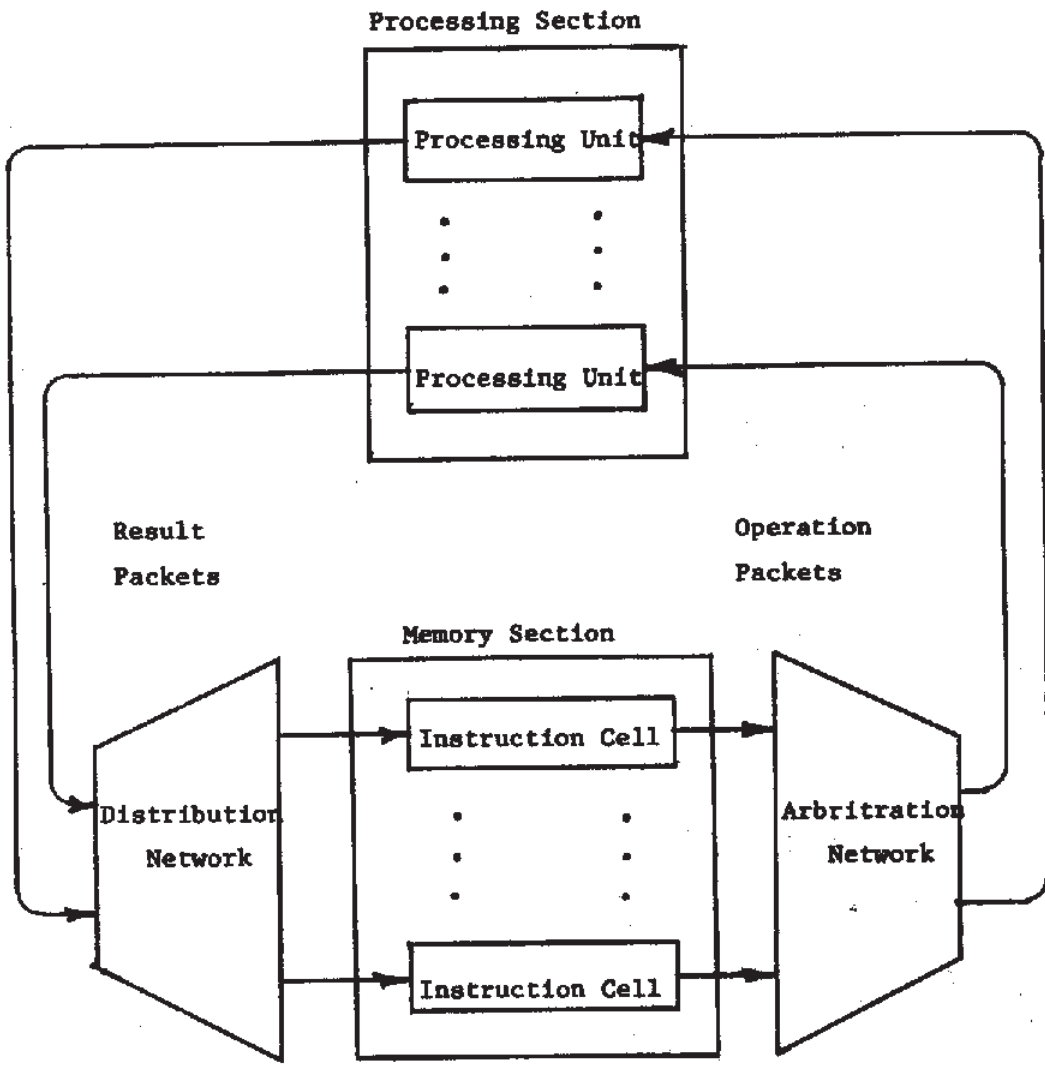 Processing Section
Processing Unit
Processing Unit
Result
Packets
Operation
Packets
Memory Section
Instruction Cell
Distribution
Network
Arbritration
Network
Instruction Cell